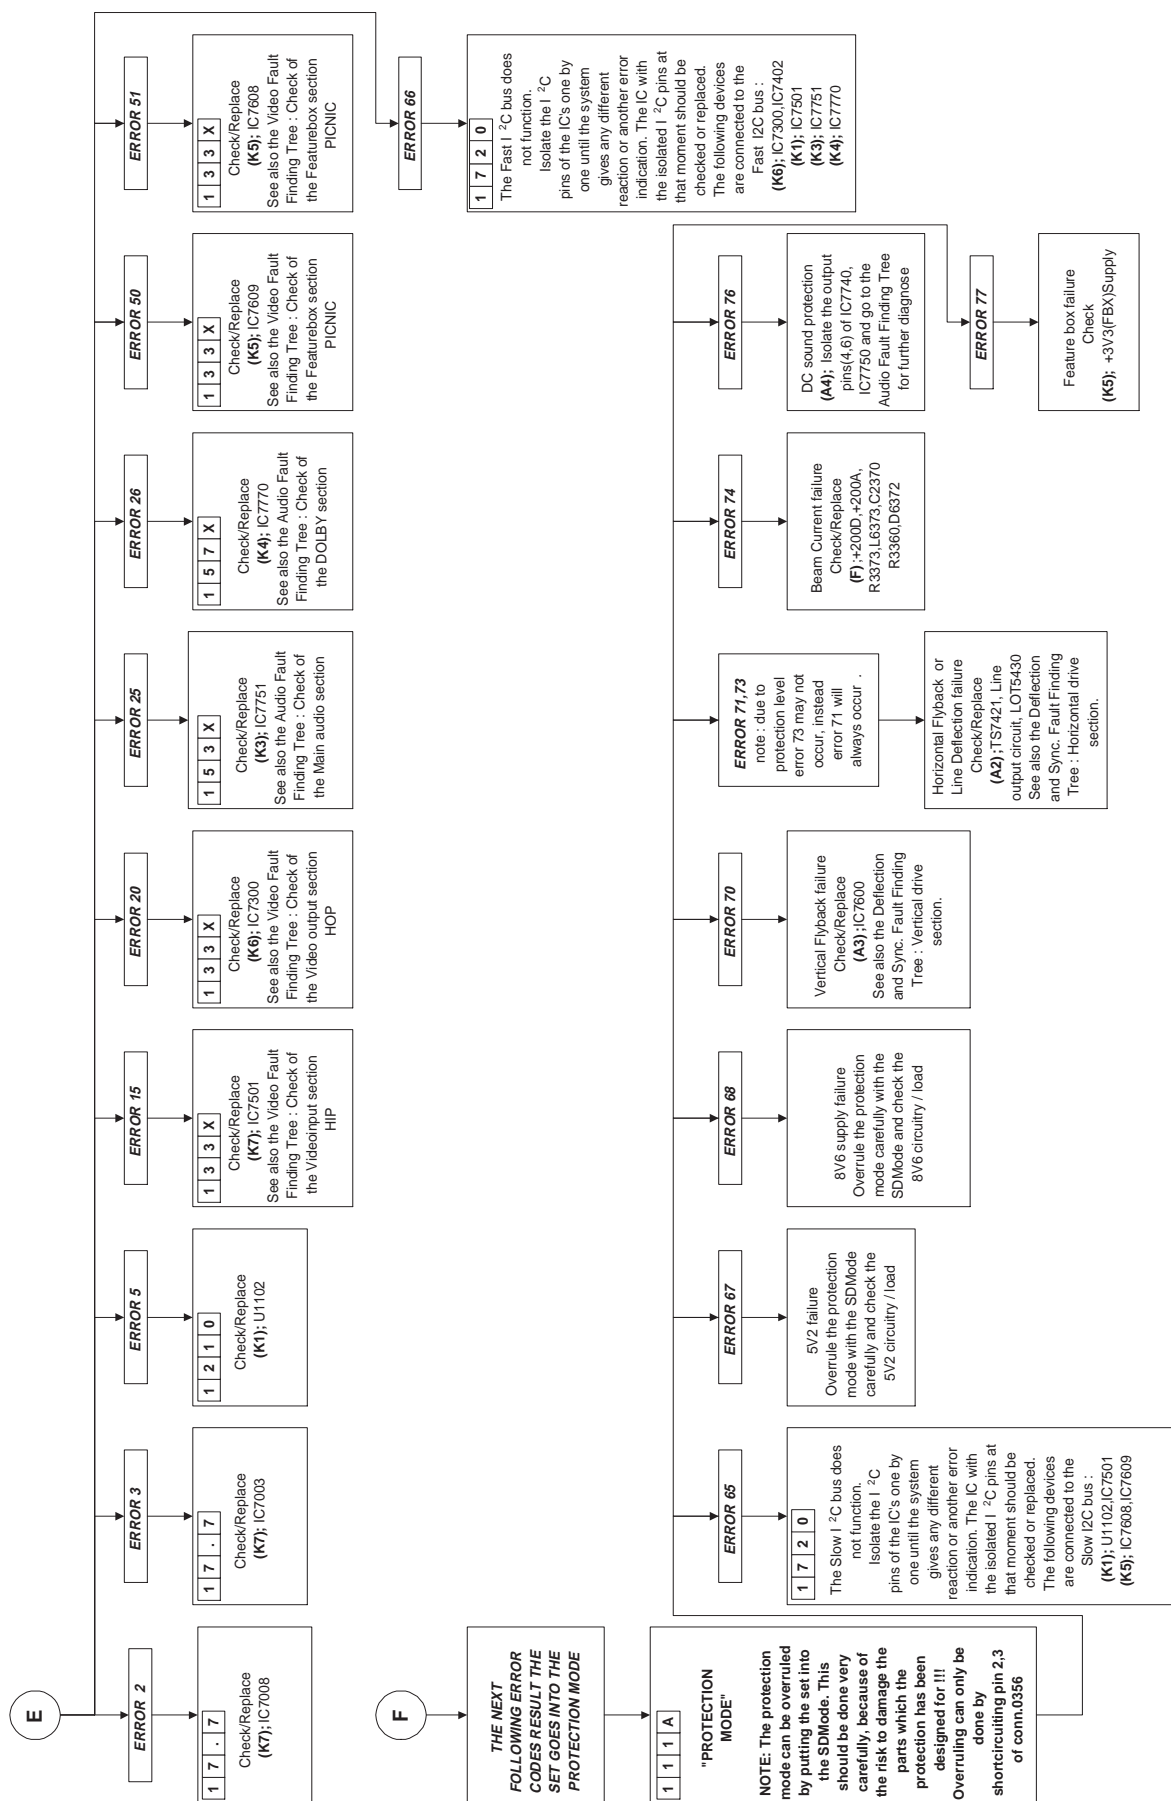 E
ERROR 2
1 7 . 7
Check/Replace
(K7);IC7008
ERROR 3
1 7 . 7
Check/Replace
(K7); IC7003
ERROR 5
1 2 1 0
Check/Replace
(K1); U1102
ERROR 15
1 3 3 X
Check/Replace
(K7); IC7501
See also the Video Fault
Finding Tree : Check of
the Videoinput section
HIP
ERROR 20
1 3 3 X
Check/Replace
(K6); IC7300
See also the Video Fault
Finding Tree : Check of
the Video output section
HOP
ERROR 25
1 5 3 X
Check/Replace
(K3); IC7751
See also the Audio Fault
Finding Tree : Check of
the Main audio section
ERROR 26
1 5 7 X
Check/Replace
(K4); IC7770
See also the Audio Fault
Finding Tree : Check of
the DOLBY section
ERROR 50
1 3 3 X
Check/Replace
(K5); IC7609
See also the Video Fault
Finding Tree : Check of
the Featurebox section
PICNIC
ERROR 51
1 3 3 X
Check/Replace
(K5); IC7608
See also the Video Fault
Finding Tree : Check of
the Featurebox section
PICNIC
ERROR 66
1 7 2 0
The Fast I ²C bus does
not function.
Isolate the I ²C
pins of the IC's one by
one until the system
gives any different
reaction or another error
indication. The IC with
the isolated I ²C pins at
that moment should be
checked or replaced.
The following devices
are connected to the
Fast I2C bus :
(K6); IC7300,IC7402
(K1); IC7501
(K3); IC7751
(K4); IC7770
F
THE NEXT
FOLLOWING ERROR
CODES RESULT THE
SET GOES INTO THE
PROTECTION MODE
1 1 1 A
"PROTECTION
MODE"
NOTE: The protection
mode can be overruled
by putting the set into
the SDMode. This
should be done very
carefully, because of
the risk to damage the
parts which the
protection has been
designed for !!!
Overruling can only be
done by
shortcircuiting pin 2,3
of conn.0356
ERROR 65
1 7 2 0
The Slow I ²C bus does
not function.
Isolate the I ²C
pins of the IC's one by
one until the system
gives any different
reaction or another error
indication. The IC with
the isolated I ²C pins at
that moment should be
checked or replaced.
The following devices
are connected to the
Slow I2C bus :
(K1); U1102,IC7501
(K5); IC7608,IC7609
ERROR 67
5V2 failure
Overrule the protection
mode with the SDMode
carefully and check the
5V2 circuitry / load
ERROR 68
8V6 supply failure
Overrule the protection
mode carefully with the
SDMode and check the
8V6 circuitry / load
ERROR 70
Vertical Flyback failure
Check/Replace
(A3) ;IC7600
See also the Deflection
and Sync. Fault Finding
Tree : Vertical drive
section.
ERROR 71,73
note : due to
protection level
error 73 may not
occur, instead
error 71 will
always occur .
Horizontal Flyback or
Line Deflection failure
Check/Replace
(A2) ;TS7421, Line
output circuit, LOT5430
See also the Deflection
and Sync. Fault Finding
Tree : Horizontal drive
section.
ERROR 74
Beam Current failure
Check/Replace
(F) ;+200D,+200A,
R3373,L6373,C2370
R3360,D6372
ERROR 76
DC sound protection
(A4); Isolate the output
pins(4,6) of IC7740,
IC7750 and go to the
Audio Fault Finding Tree
for further diagnose
ERROR 77
Feature box failure
Check
(K5); +3V3(FBX)Supply